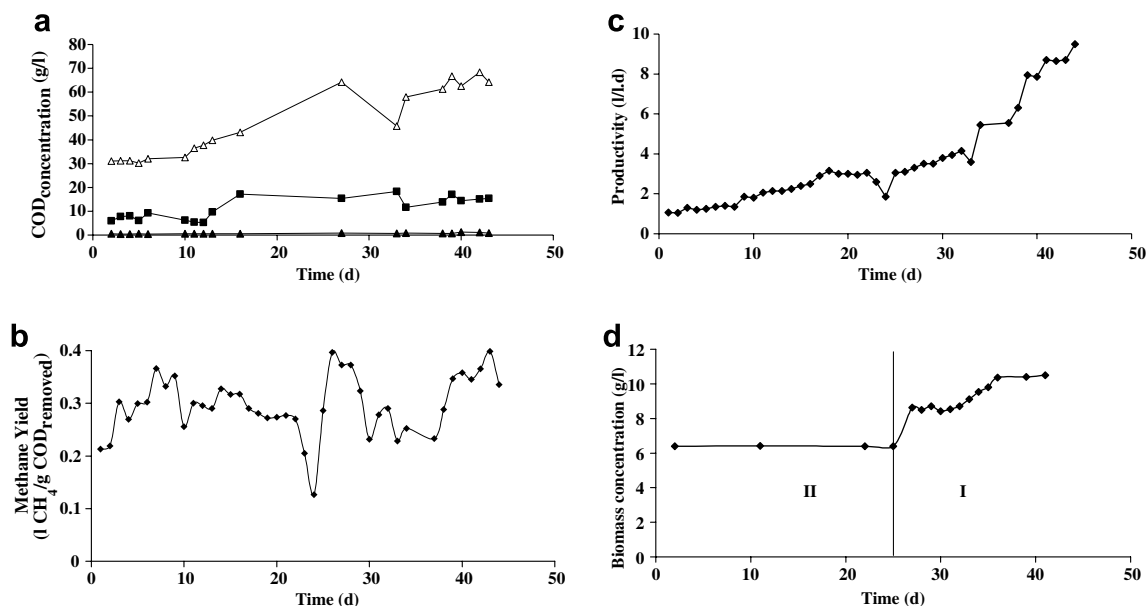 a
COD concentration (g/l)
80
70
60
50
40
30
20
10
0
0 10 20 30 40 50
Time (d)
c
Productivity (l/l.d)
10
8
6
4
2
0
0 10 20 30 40 50
Time (d)
b
Methane Yield
(l CH4/g COD removed)
0.4
0.3
0.2
0.1
0
0 10 20 30 40 50
Time (d)
d
Biomass concentration (g/l)
12
10
8
6
4
2
0
II I
0 10 20 30 40 50
Time (d)